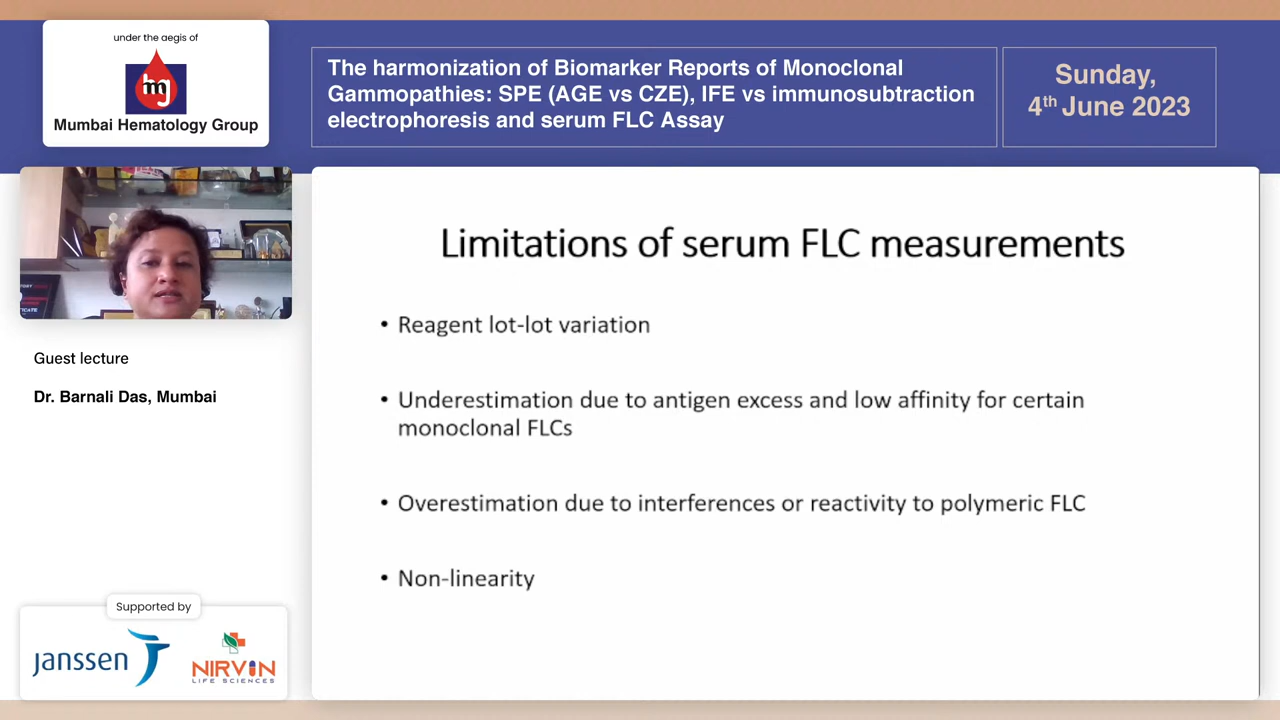 under the aegis of
mg
Mumbai Hematology Group
The harmonization of Biomarker Reports of Monoclonal
Gammopathies: SPE (AGE vs CZE), IFE vs immunosubtraction
electrophoresis and serum FLC Assay
Sunday,
4th June 2023
Guest lecture
Dr. Barnali Das, Mumbai
Limitations of serum FLC measurements
• Reagent lot-lot variation
• Underestimation due to antigen excess and low affinity for certain
monoclonal FLCs
• Overestimation due to interferences or reactivity to polymeric FLC
• Non-linearity
Supported by
janssen
NIRVIN
LIFE SCIENCES